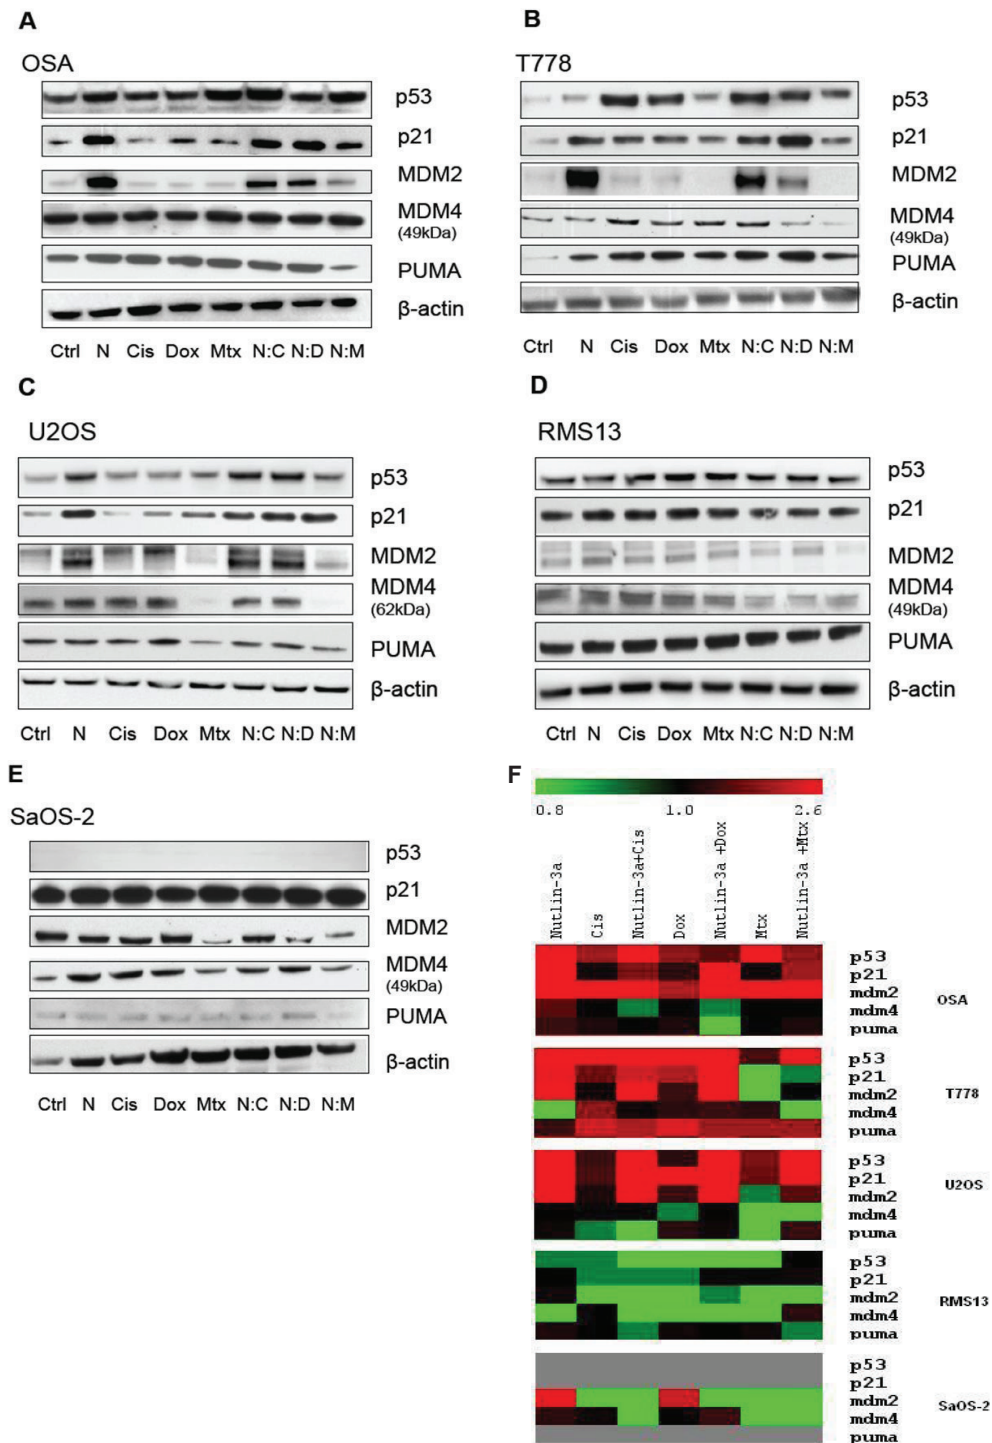 A
OSA
p53
p21
MDM2
MDM4
(49kDa)
PUMA
β-actin
Ctrl N Cis Dox Mtx N:C N:D N:M
B
T778
p53
p21
MDM2
MDM4
(49kDa)
PUMA
β-actin
Ctrl N Cis Dox Mtx N:C N:D N:M
C
U2OS
p53
p21
MDM2
MDM4
(62kDa)
PUMA
β-actin
Ctrl N Cis Dox Mtx N:C N:D N:M
D
RMS13
p53
p21
MDM2
MDM4
(49kDa)
PUMA
β-actin
Ctrl N Cis Dox Mtx N:C N:D N:M
E
SaOS-2
p53
p21
MDM2
MDM4
(49kDa)
PUMA
β-actin
Ctrl N Cis Dox Mtx N:C N:D N:M
F
0.8 1.0 2.6
Nutlin-3a
Cis
Nutlin-3a+Cis
Dox
Nutlin-3a +Dox
Mtx
Nutlin-3a +Mtx
p53
p21
mdm2
mdm4
puma
OSA
p53
p21
mdm2
mdm4
puma
T778
p53
p21
mdm2
mdm4
puma
U2OS
p53
p21
mdm2
mdm4
puma
RMS13
p53
p21
mdm2
mdm4
puma
SaOS-2